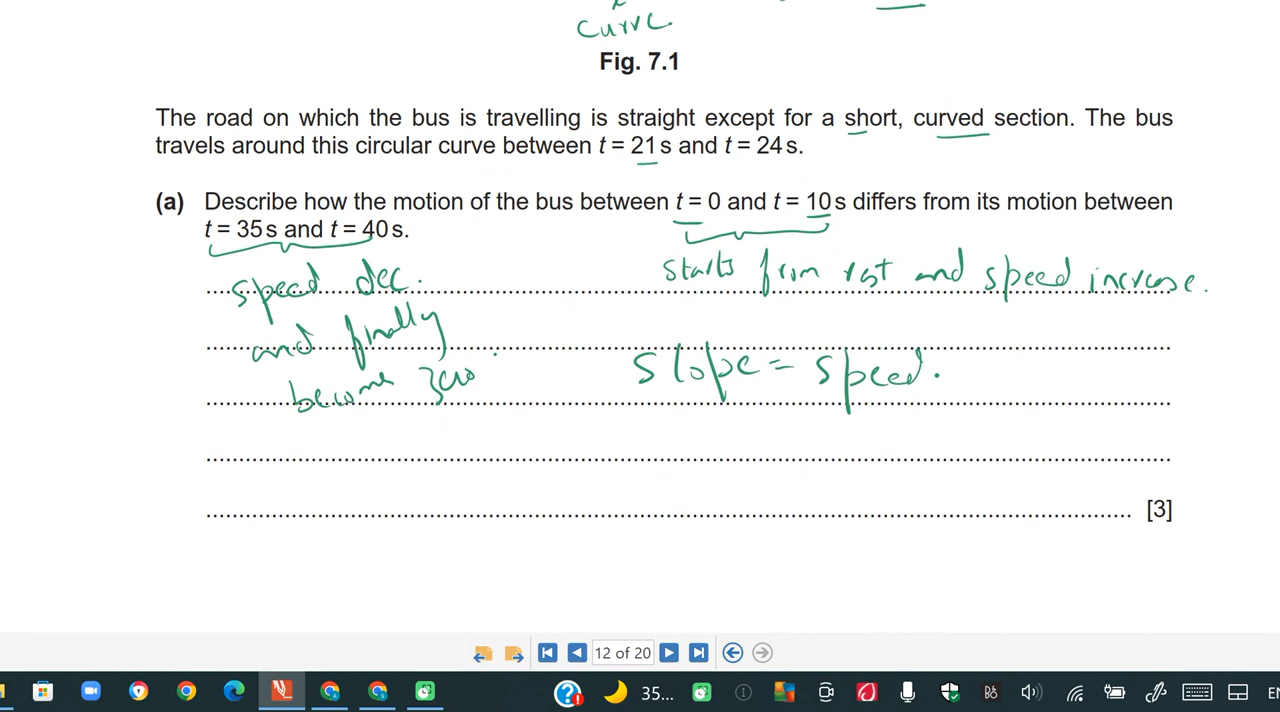 curve.
Fig. 7.1
The road on which the bus is travelling is straight except for a short, curved section. The bus
travels around this circular curve between t = 21 s and t = 24 s.
(a) Describe how the motion of the bus between t = 0 and t = 10 s differs from its motion between
t = 35 s and t = 40 s.
starts from rest and speed increase.
speed dec.
and finally
become zero.
slope = speed.
[3]
12 of 20
35...
EN